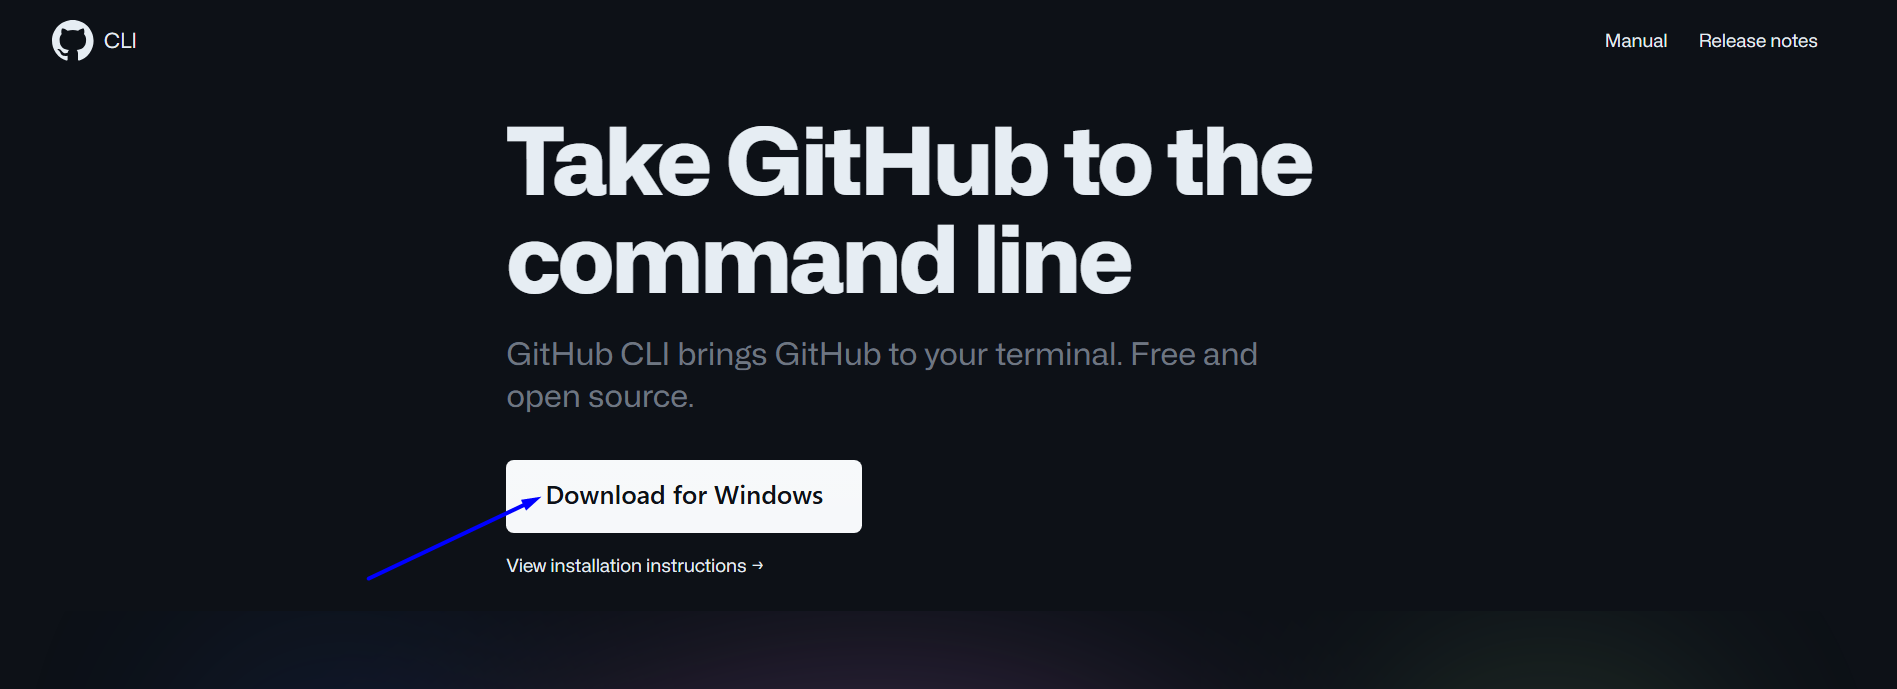 CLI
Manual
Release notes
Take GitHub to the
command line
GitHub CLI brings GitHub to your terminal. Free and
open source.
Download for Windows
View installation instructions →